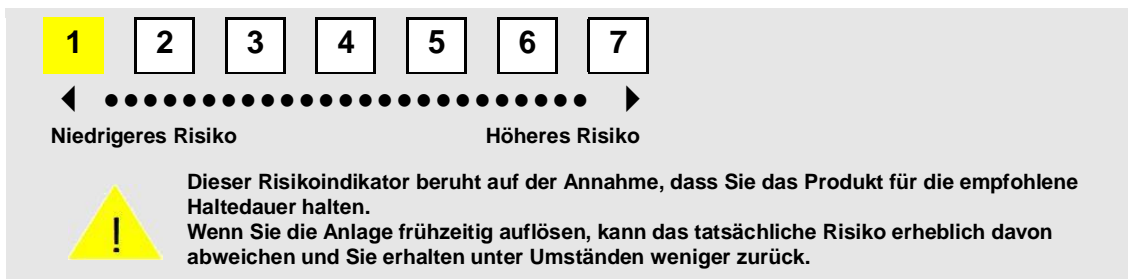 1 2 3 4 5 6 7
Niedrigeres Risiko Höheres Risiko
Dieser Risikoindikator beruht auf der Annahme, dass Sie das Produkt für die empfohlene
Haltedauer halten.
Wenn Sie die Anlage frühzeitig auflösen, kann das tatsächliche Risiko erheblich davon
abweichen und Sie erhalten unter Umständen weniger zurück.
!